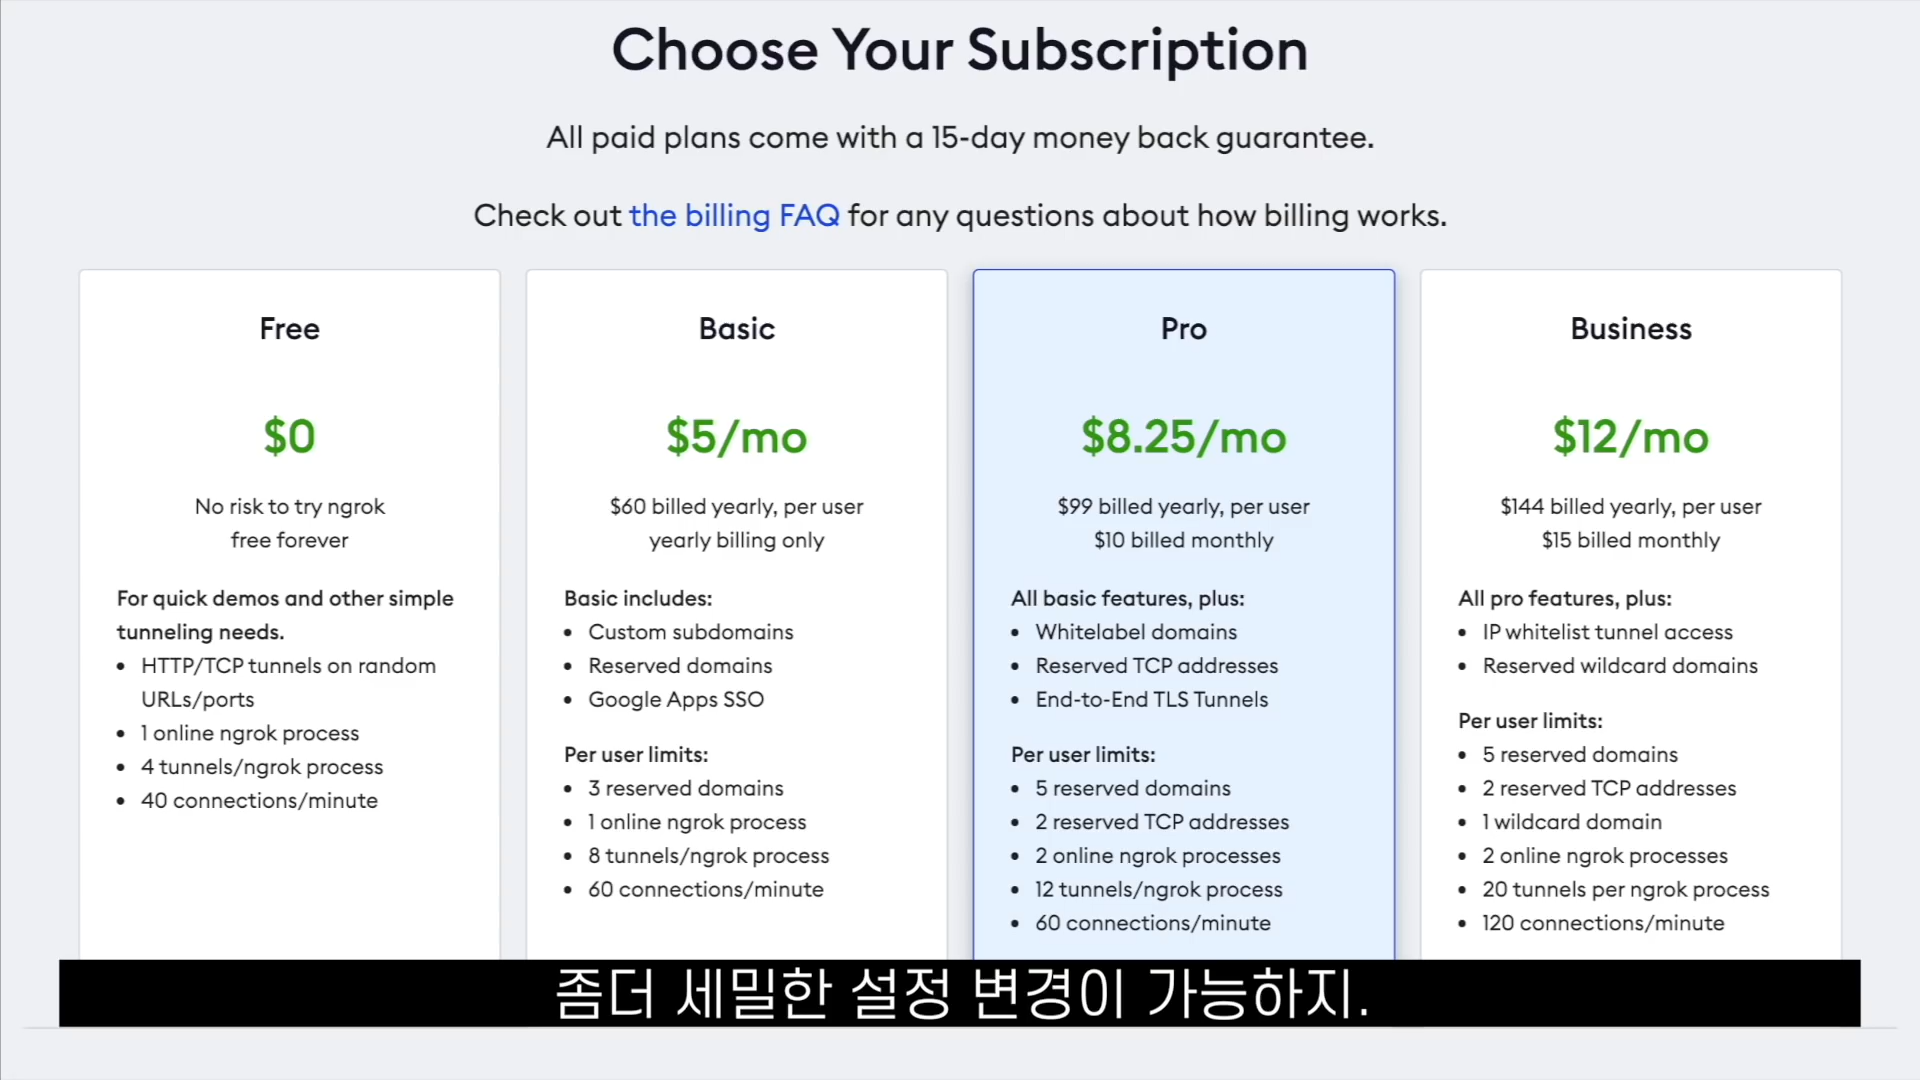 Choose Your Subscription
All paid plans come with a 15-day money back guarantee.
Check out the billing FAQ for any questions about how billing works.
Free
$0
No risk to try ngrok
free forever
For quick demos and other simple
tunneling needs.
• HTTP/TCP tunnels on random
URLs/ports
• 1 online ngrok process
• 4 tunnels/ngrok process
• 40 connections/minute
Basic
$5/mo
$60 billed yearly, per user
yearly billing only
Basic includes:
• Custom subdomains
• Reserved domains
• Google Apps SSO
Per user limits:
• 3 reserved domains
• 1 online ngrok process
• 8 tunnels/ngrok process
• 60 connections/minute
Pro
$8.25/mo
$99 billed yearly, per user
$10 billed monthly
All basic features, plus:
• Whitelabel domains
• Reserved TCP addresses
• End-to-End TLS Tunnels
Per user limits:
• 5 reserved domains
• 2 reserved TCP addresses
• 2 online ngrok processes
• 12 tunnels/ngrok process
• 60 connections/minute
Business
$12/mo
$144 billed yearly, per user
$15 billed monthly
All pro features, plus:
• IP whitelist tunnel access
• Reserved wildcard domains
Per user limits:
• 5 reserved domains
• 2 reserved TCP addresses
• 1 wildcard domain
• 2 online ngrok processes
• 20 tunnels per ngrok process
• 120 connections/minute
좀더 세밀한 설정 변경이 가능하지.